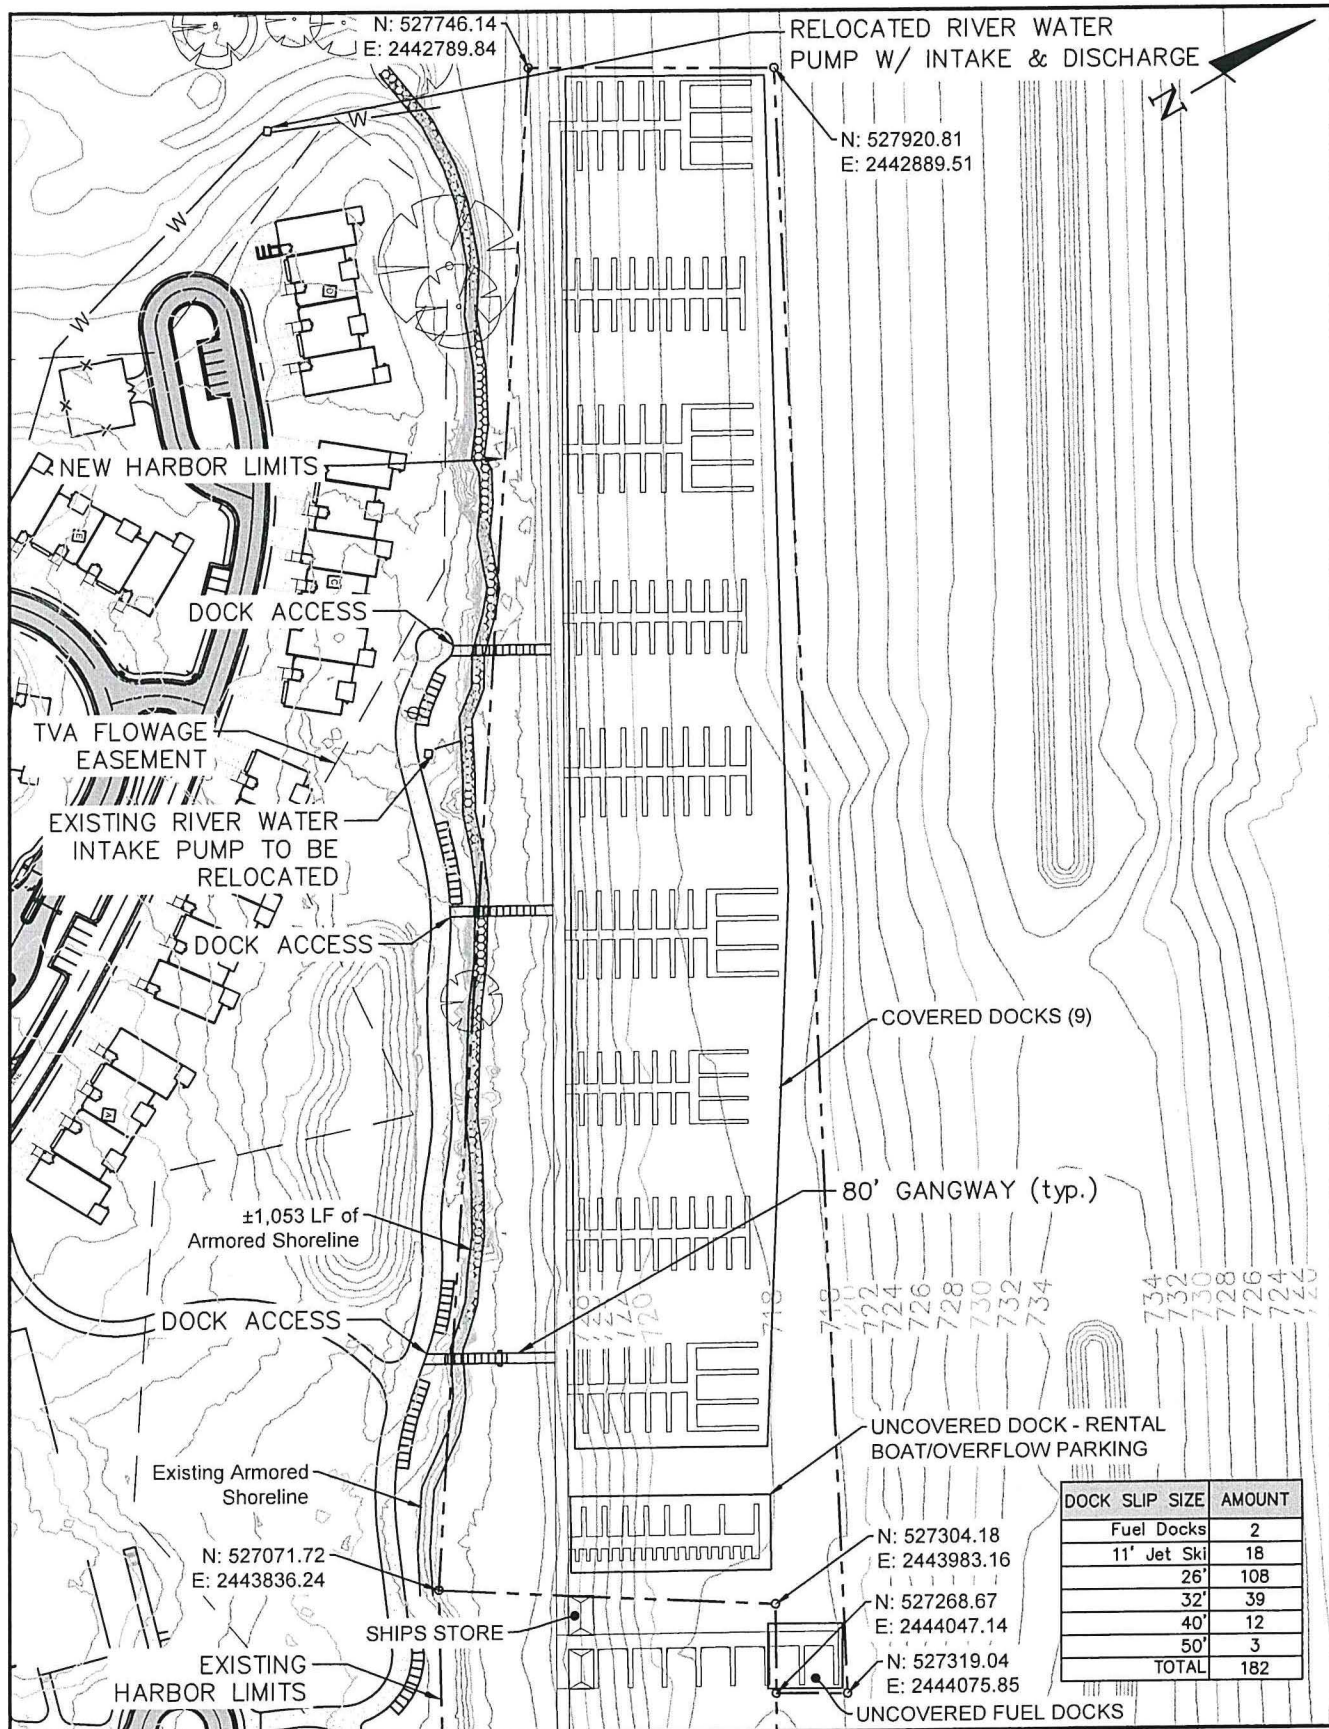 N: 527746.14
E: 2442789.84
RELOCATED RIVER WATER
PUMP W/ INTAKE & DISCHARGE
N
N: 527920.81
E: 2442889.51
W
W
W
NEW HARBOR LIMITS
DOCK ACCESS
TVA FLOWAGE
EASEMENT
EXISTING RIVER WATER
INTAKE PUMP TO BE
RELOCATED
DOCK ACCESS
COVERED DOCKS (9)
80' GANGWAY (typ.)
±1,053 LF of
Armored Shoreline
DOCK ACCESS
720
718
718
722
724
726
728
730
732
734
734
732
730
728
726
724
722
UNCOVERED DOCK - RENTAL
BOAT/OVERFLOW PARKING
Existing Armored
Shoreline
N: 527071.72
E: 2443836.24
SHIPS STORE
EXISTING
HARBOR LIMITS
N: 527304.18
E: 2443983.16
N: 527268.67
E: 2444047.14
N: 527319.04
E: 2444075.85
UNCOVERED FUEL DOCKS
DOCK SLIP SIZE AMOUNT
Fuel Docks 2
11' Jet Ski 18
26' 108
32' 39
40' 12
50' 3
TOTAL 182